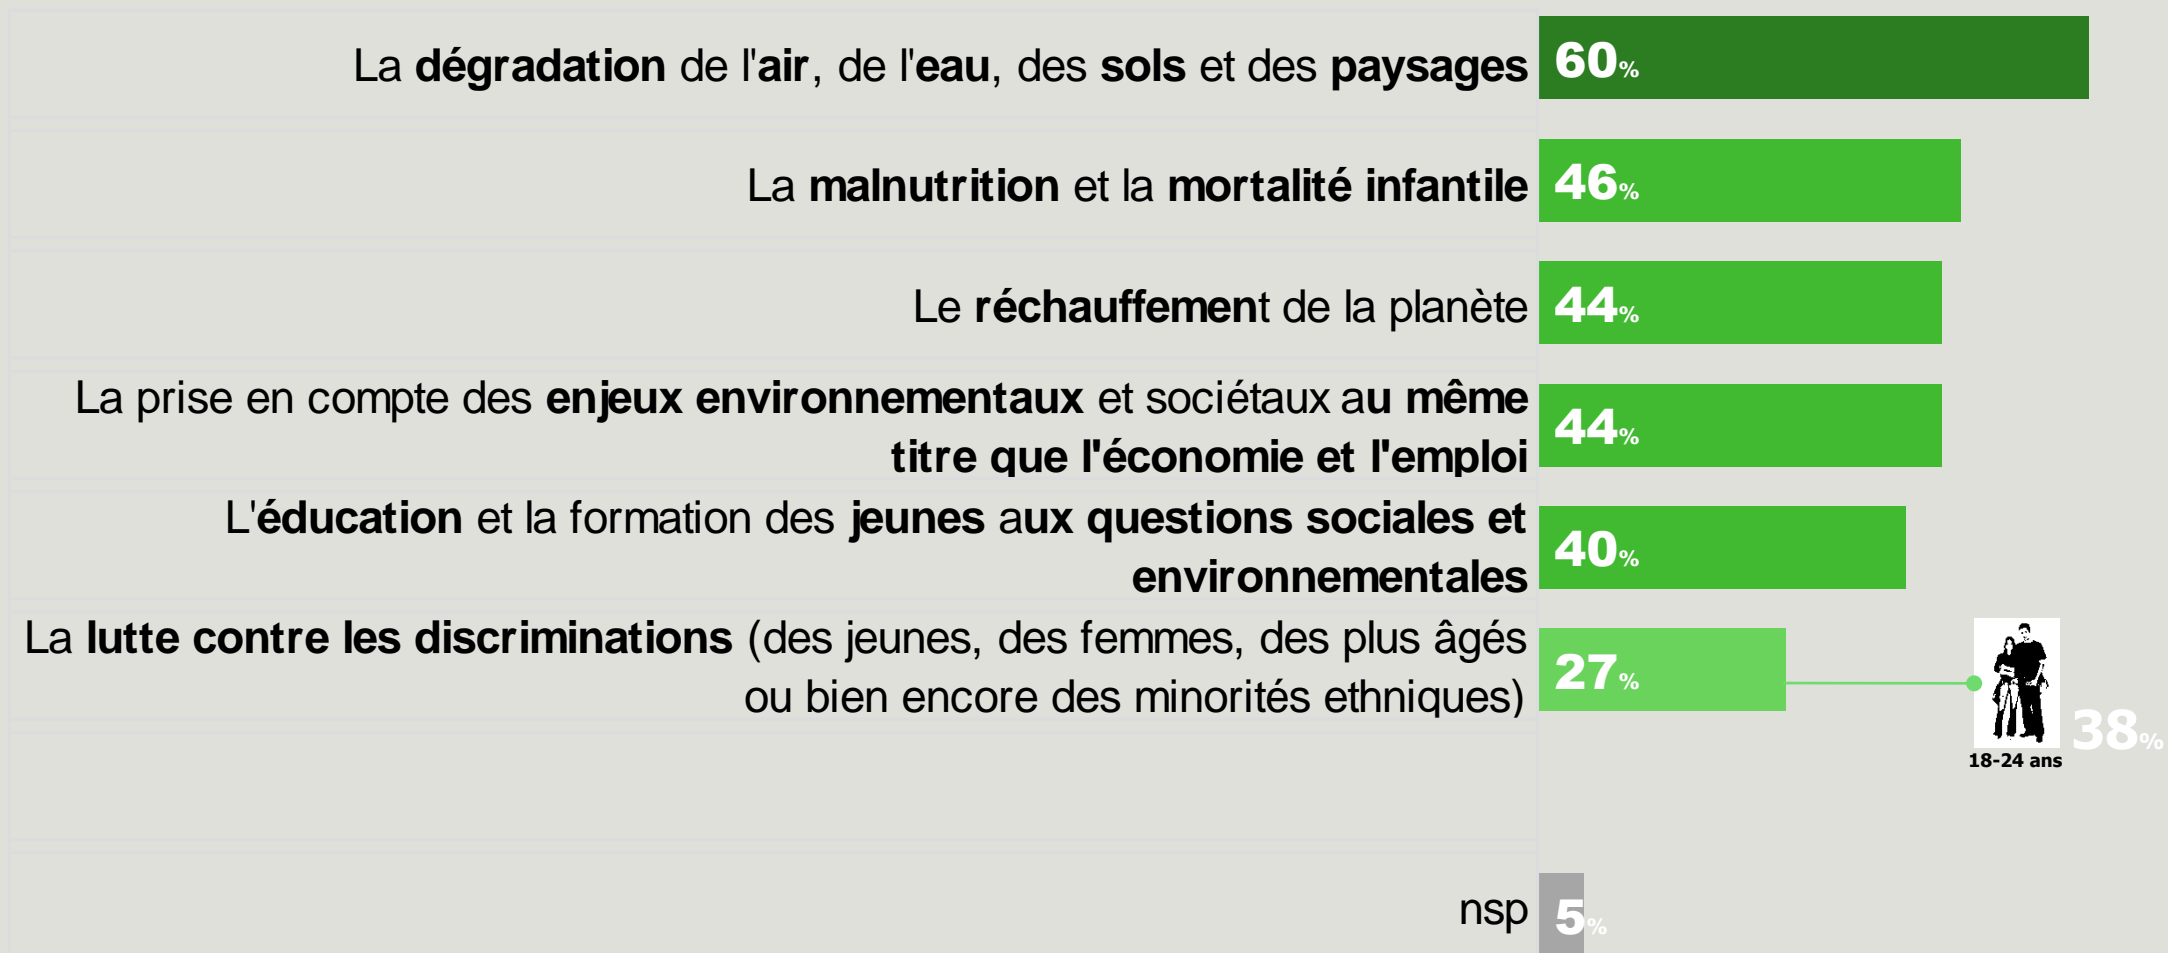 La dégradation de l'air, de l'eau, des sols et des paysages 60%
La malnutrition et la mortalité infantile 46%
Le réchauffement de la planète 44%
La prise en compte des enjeux environnementaux et sociétaux au même
titre que l'économie et l'emploi
44%
L'éducation et la formation des jeunes aux questions sociales et
environnementales
40%
La lutte contre les discriminations (des jeunes, des femmes, des plus âgés
ou bien encore des minorités ethniques)
27%
38%
18-24 ans
nsp 5%